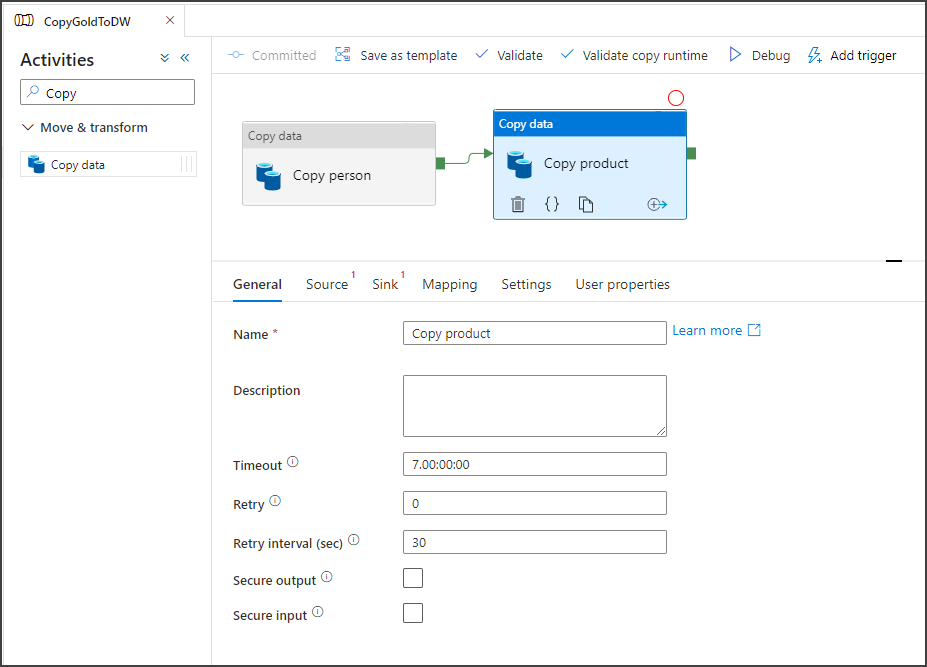 CopyGoldToDW
Activities
Copy
Move & transform
Copy data
Committed
Save as template
Validate
Validate copy runtime
Debug
Add trigger
Copy data
Copy person
Copy data
Copy product
{}
General
Source 1
Sink 1
Mapping
Settings
User properties
Name *
Copy product
Learn more
Description
Timeout
7.00:00:00
Retry
0
Retry interval (sec)
30
Secure output
Secure input